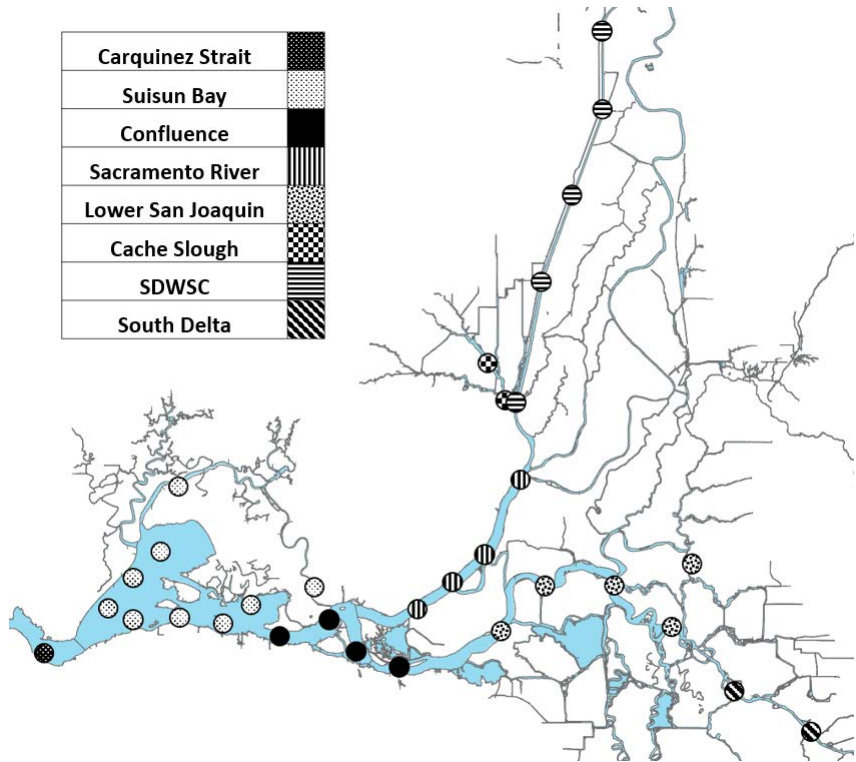 Carquinez Strait
Suisun Bay
Confluence
Sacramento River
Lower San Joaquin
Cache Slough
SDWSC
South Delta